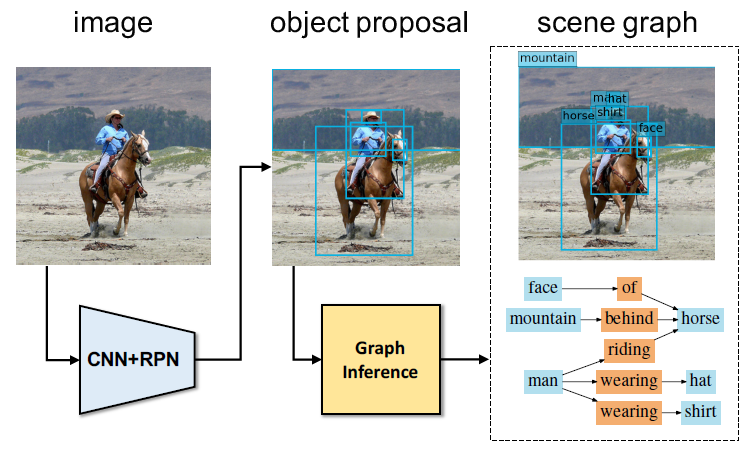 image
object proposal
scene graph
mountain
man
hat
shirt
horse
face
CNN+RPN
Graph
Inference
face
of
mountain
behind
horse
riding
man
wearing
hat
wearing
shirt